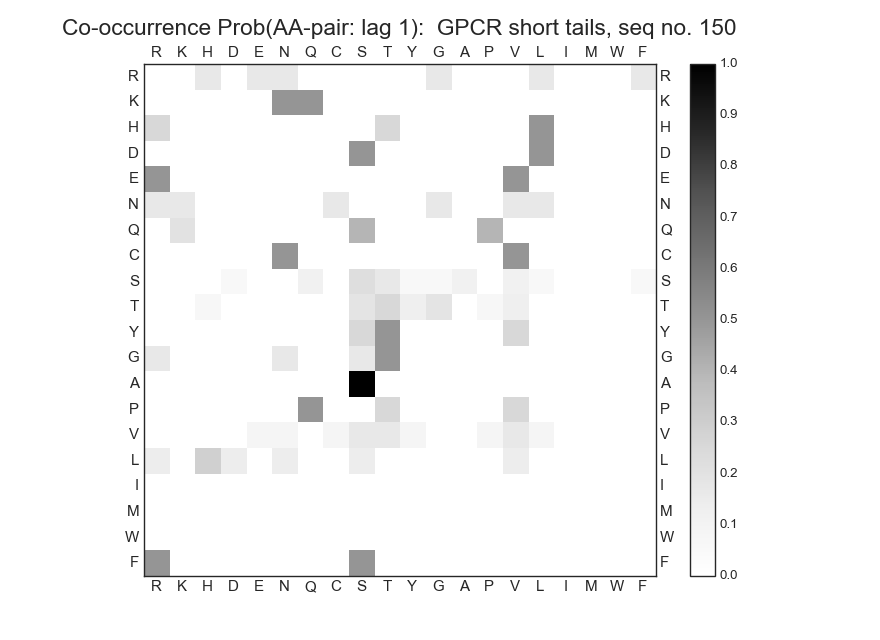 Co-occurrence Prob(AA-pair: lag 1):  GPCR short tails, seq no. 150
R K H D E N Q C S T Y G A P V L I M W F
R R 1.0
K K 0.9
H H
D D 0.8
E E
N N 0.7
Q Q
C C 0.6
S S
T T 0.5
Y Y
G G 0.4
A A
P P 0.3
V V
L L 0.2
I I
M M 0.1
W W
F F 0.0
R K H D E N Q C S T Y G A P V L I M W F